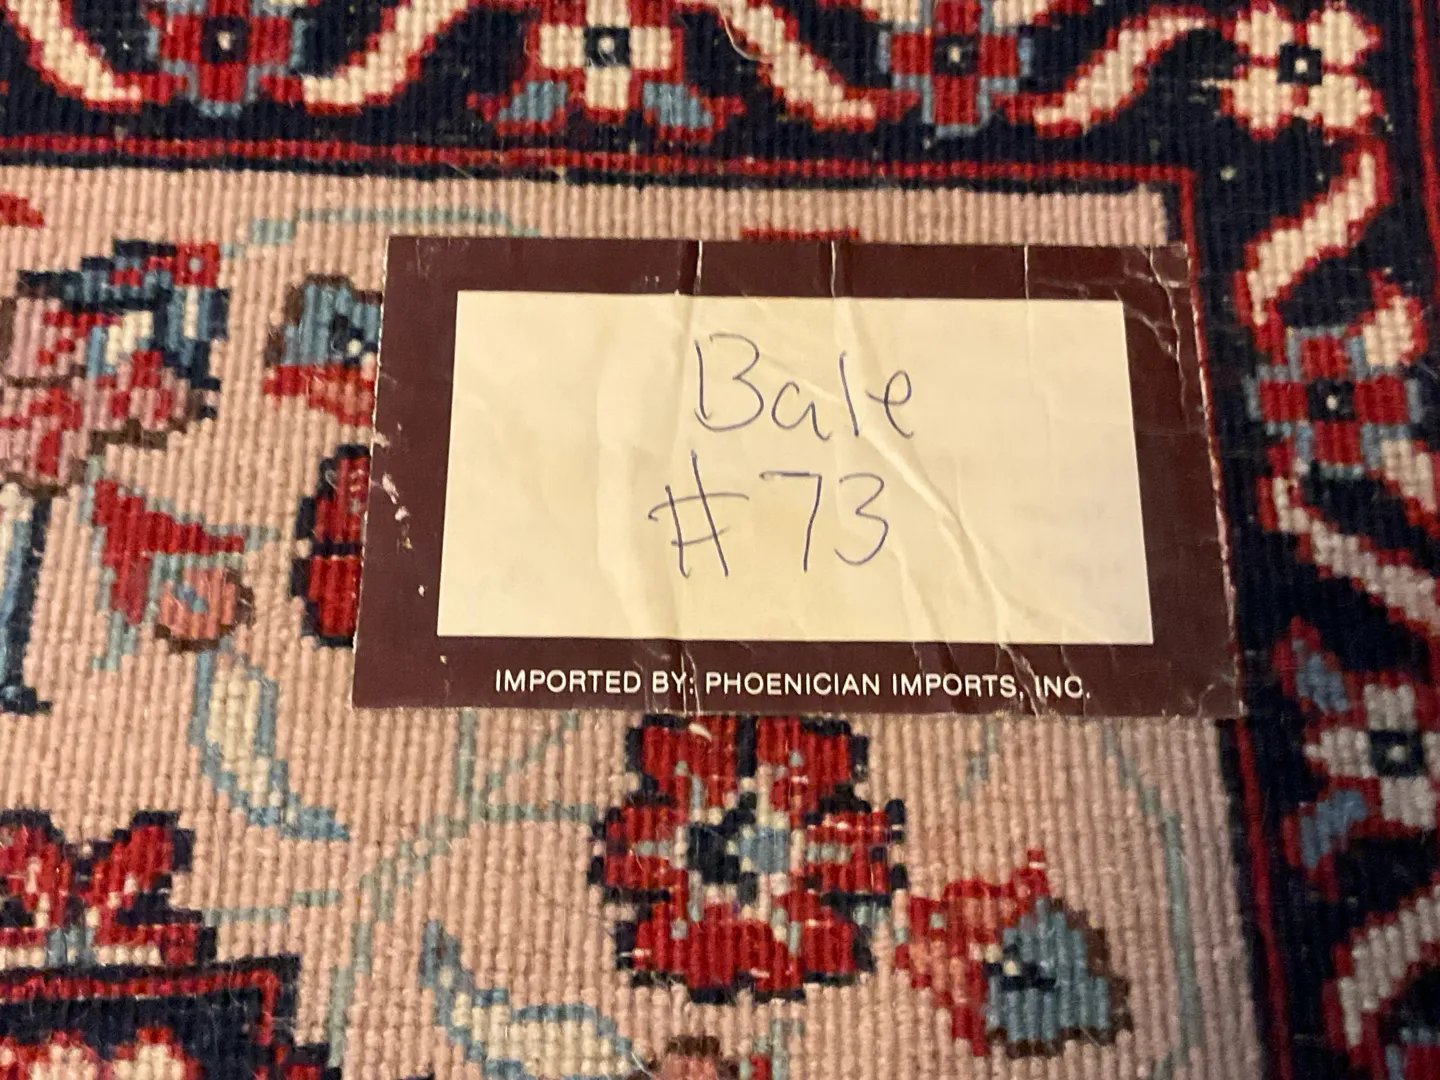 Bale
#73
IMPORTED BY: PHOENICIAN IMPORTS, INC.